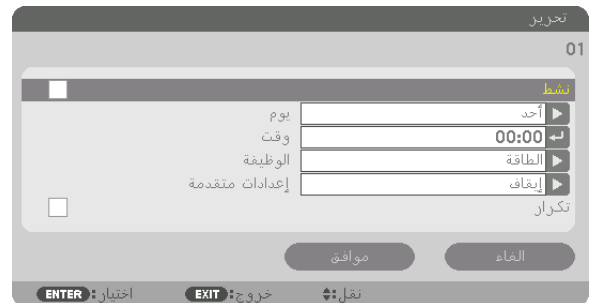 تحرير
01
نشط
يوم أحد
وقت 00:00
الوظيفة الطاقة
إعدادات متقدمة إيقاف
تكرار
موافق الغاء
ENTER :اختيار EXIT :خروج نقل: